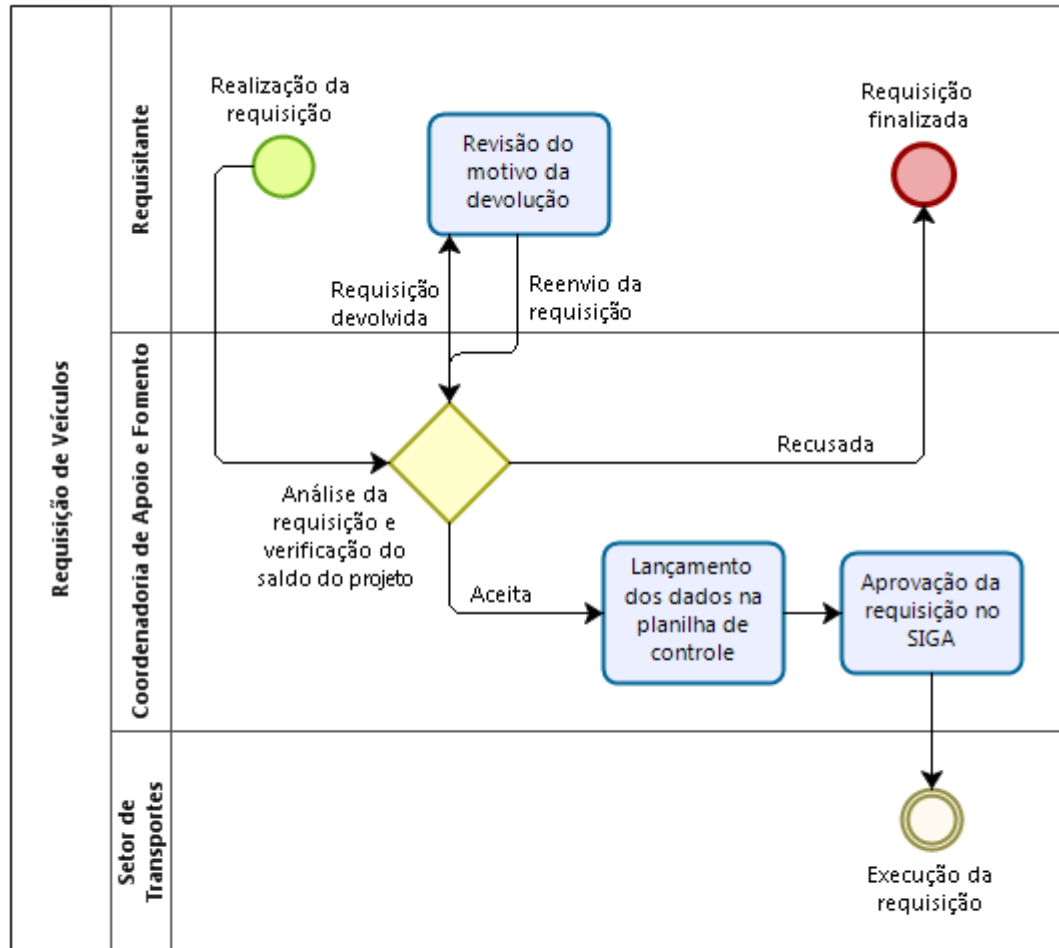 Requisição de Veículos
Requisitante
Realização da
requisição
Revisão do
motivo da
devolução
Requisição
finalizada
Requisição
devolvida
Reenvio da
requisição
Coordenadoria de Apoio e Fomento
Análise da
requisição e
verificação do
saldo do projeto
Recusada
Aceita
Lançamento
dos dados na
planilha de
controle
Aprovação da
requisição no
SIGA
Setor de
Transportes
Execução da
requisição